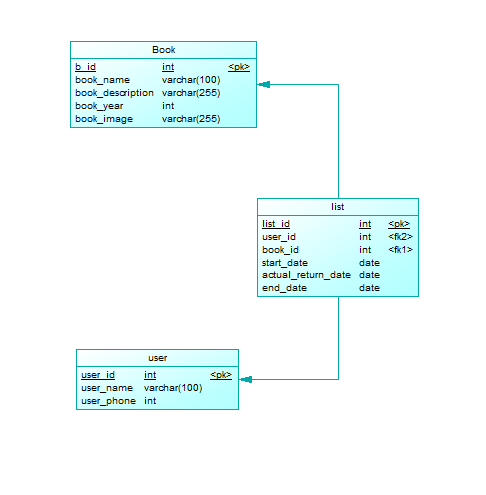 Book
b_id int <pk>
book_name varchar(100)
book_description varchar(255)
book_year int
book_image varchar(255)
list
list_id int <pk>
user_id int <fk2>
book_id int <fk1>
start_date date
actual_return_date date
end_date date
user
user_id int <pk>
user_name varchar(100)
user_phone int